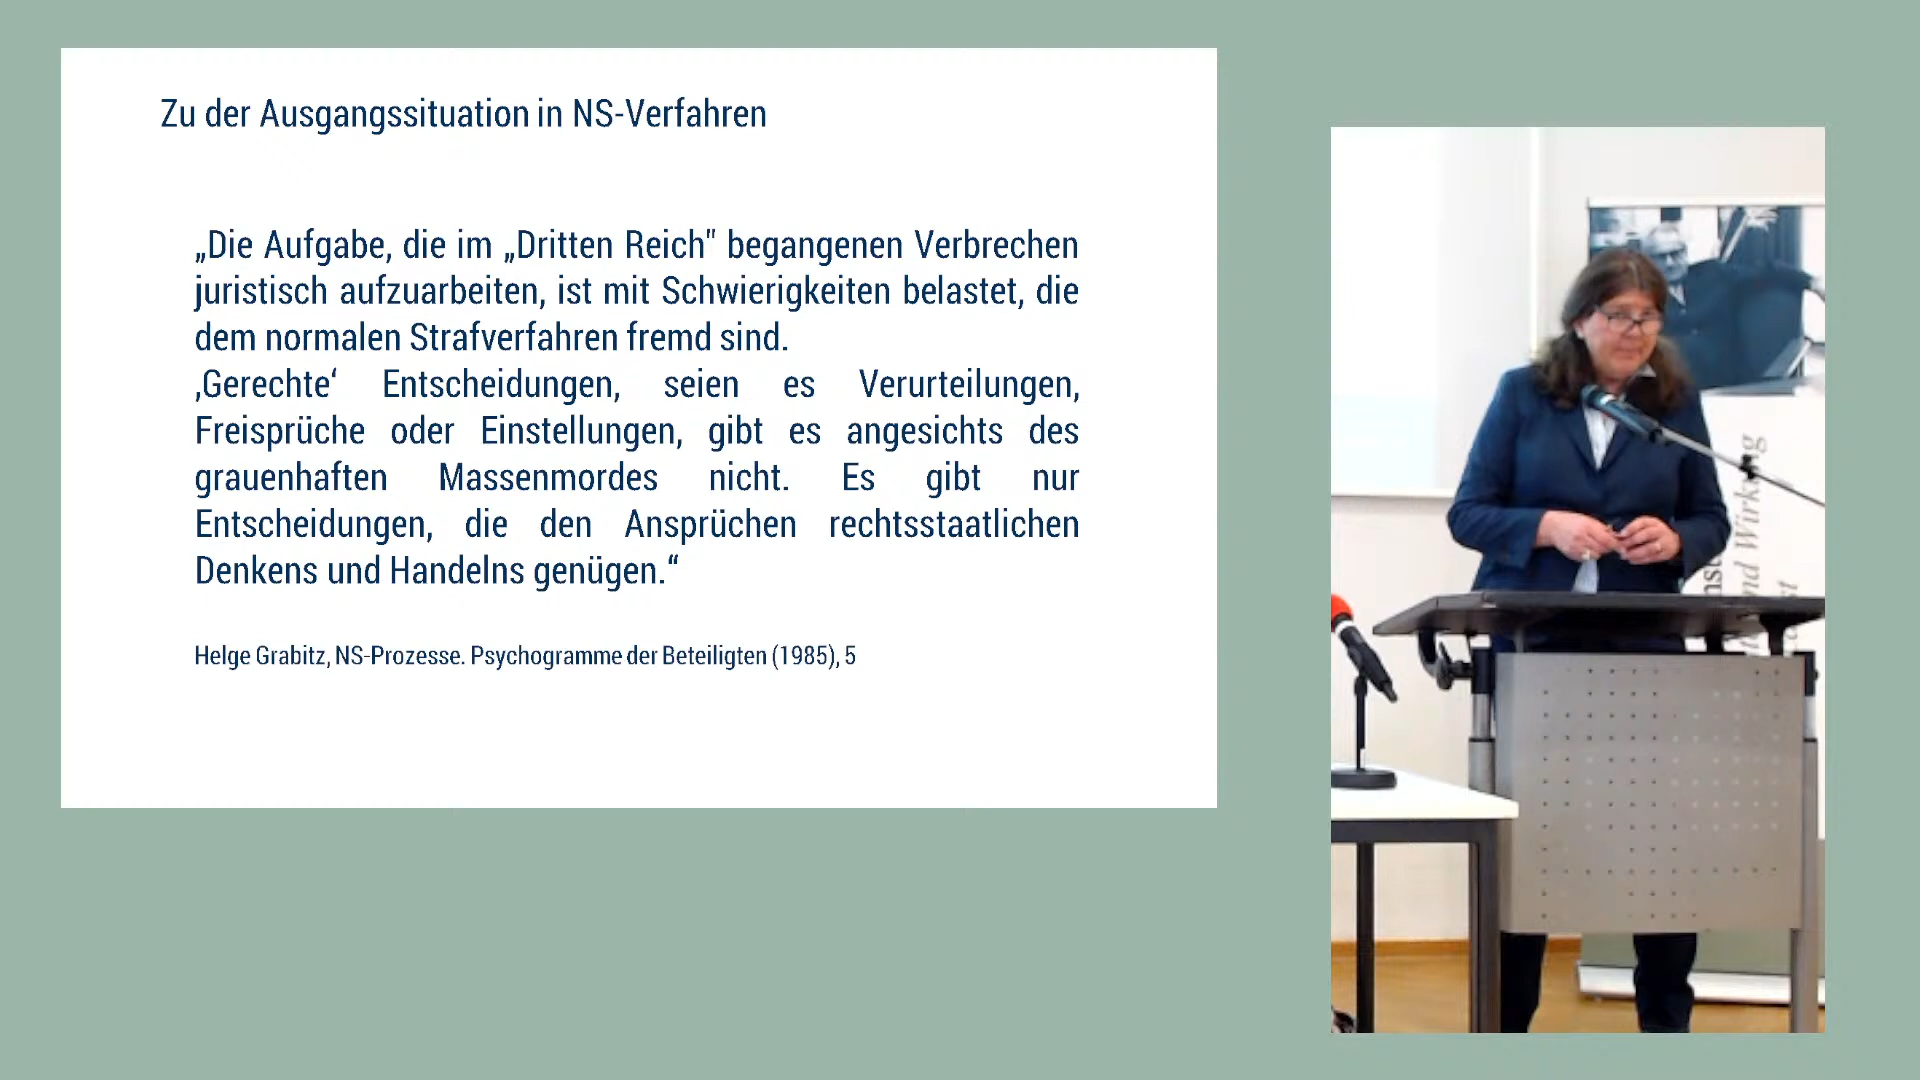 Zu der Ausgangssituation in NS-Verfahren
„Die Aufgabe, die im „Dritten Reich" begangenen Verbrechen
juristisch aufzuarbeiten, ist mit Schwierigkeiten belastet, die
dem normalen Strafverfahren fremd sind.
‚Gerechte‘ Entscheidungen, seien es Verurteilungen,
Freisprüche oder Einstellungen, gibt es angesichts des
grauenhaften Massenmordes nicht. Es gibt nur
Entscheidungen, die den Ansprüchen rechtsstaatlichen
Denkens und Handelns genügen.“
Helge Grabitz, NS-Prozesse. Psychogramme der Beteiligten (1985), 5
Wirkung